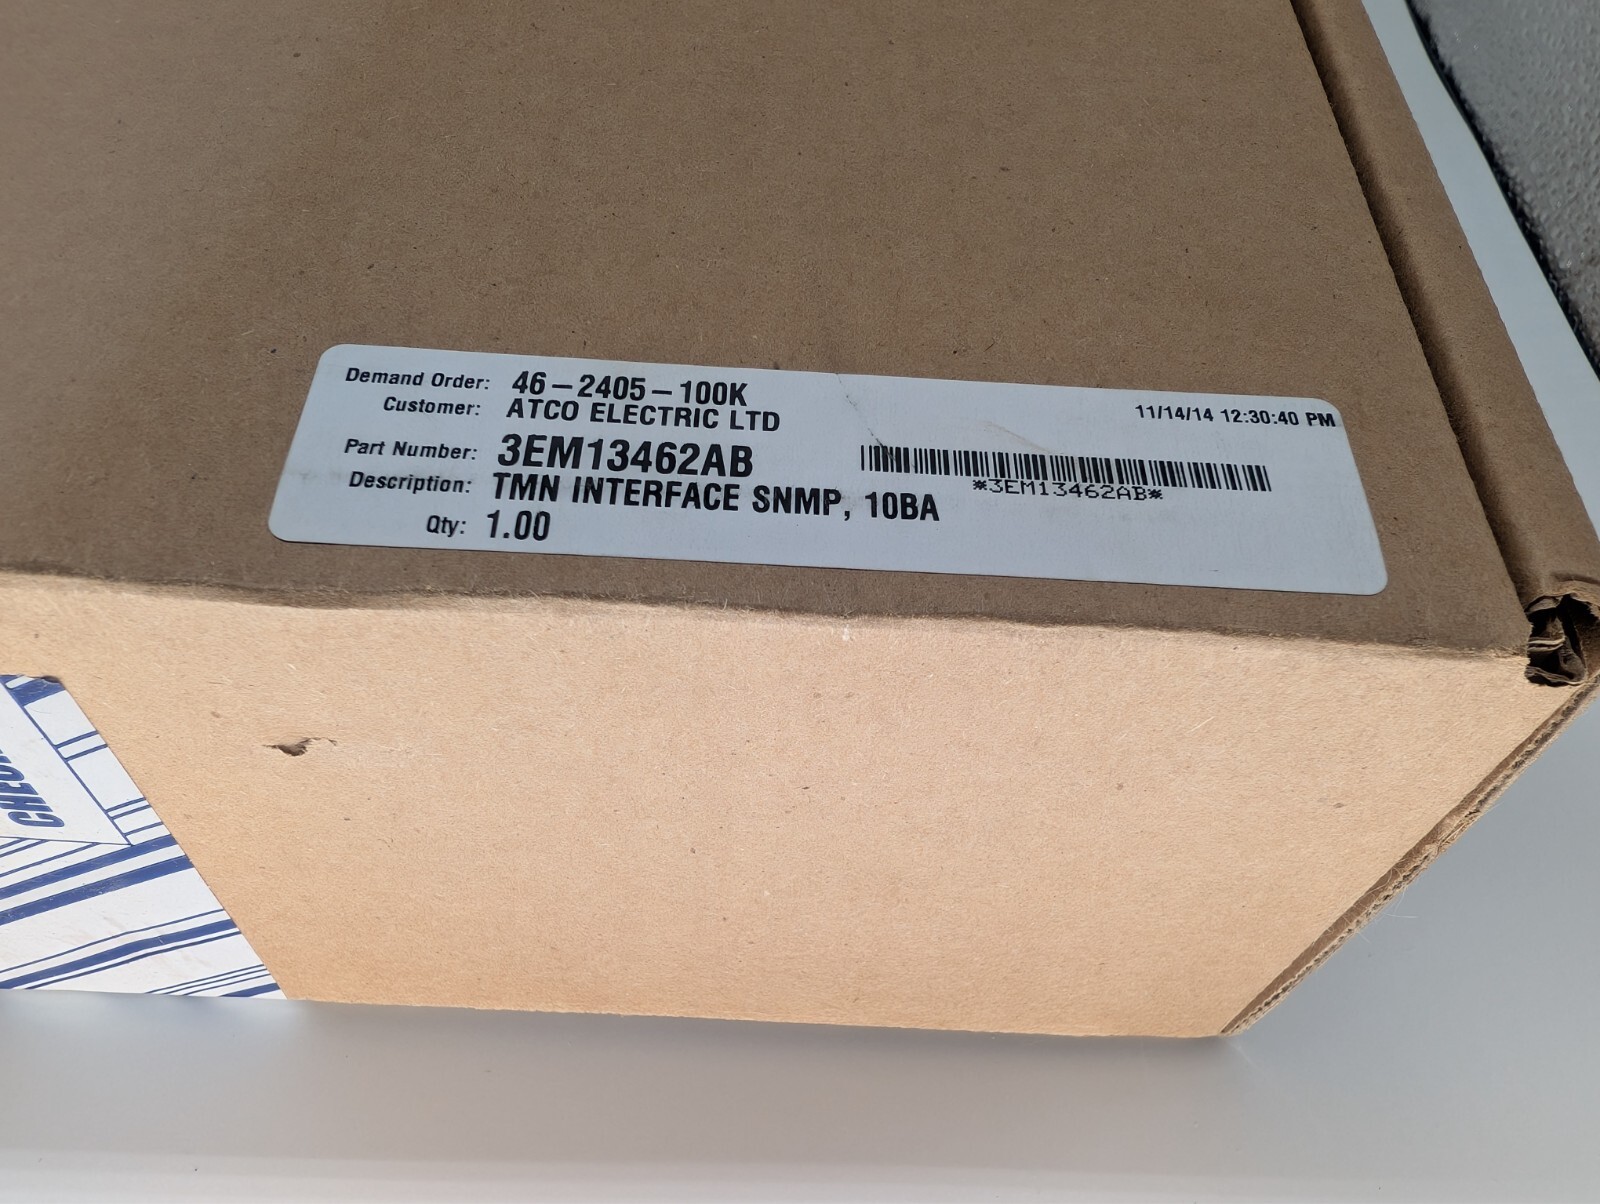 Demand Order: 46-2405-100K
Customer: ATCO ELECTRIC LTD
11/14/14 12:30:40 PM
Part Number: 3EM13462AB
*3EM13462AB*
Description: TMN INTERFACE SNMP, 10BA
Qty: 1.00